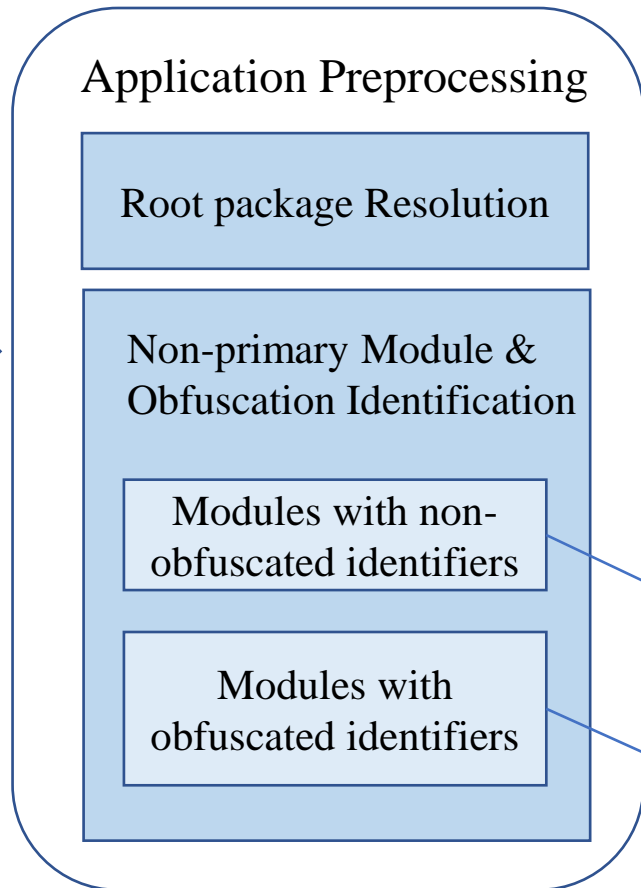 Application Preprocessing
Root package Resolution
Non-primary Module &
Obfuscation Identification
Modules with non-
obfuscated identifiers
Modules with
obfuscated identifiers